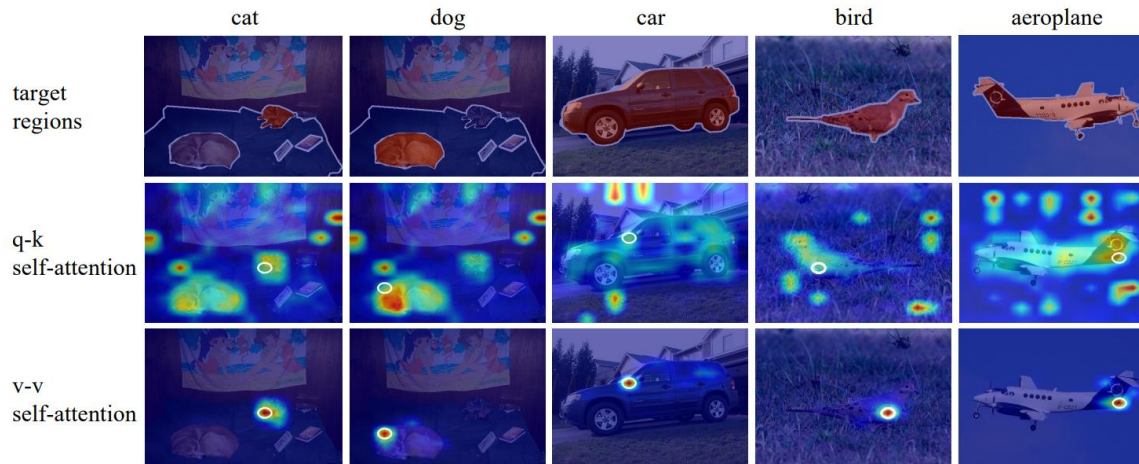 cat dog car bird aeroplane
target
regions
q-k
self-attention
v-v
self-attention